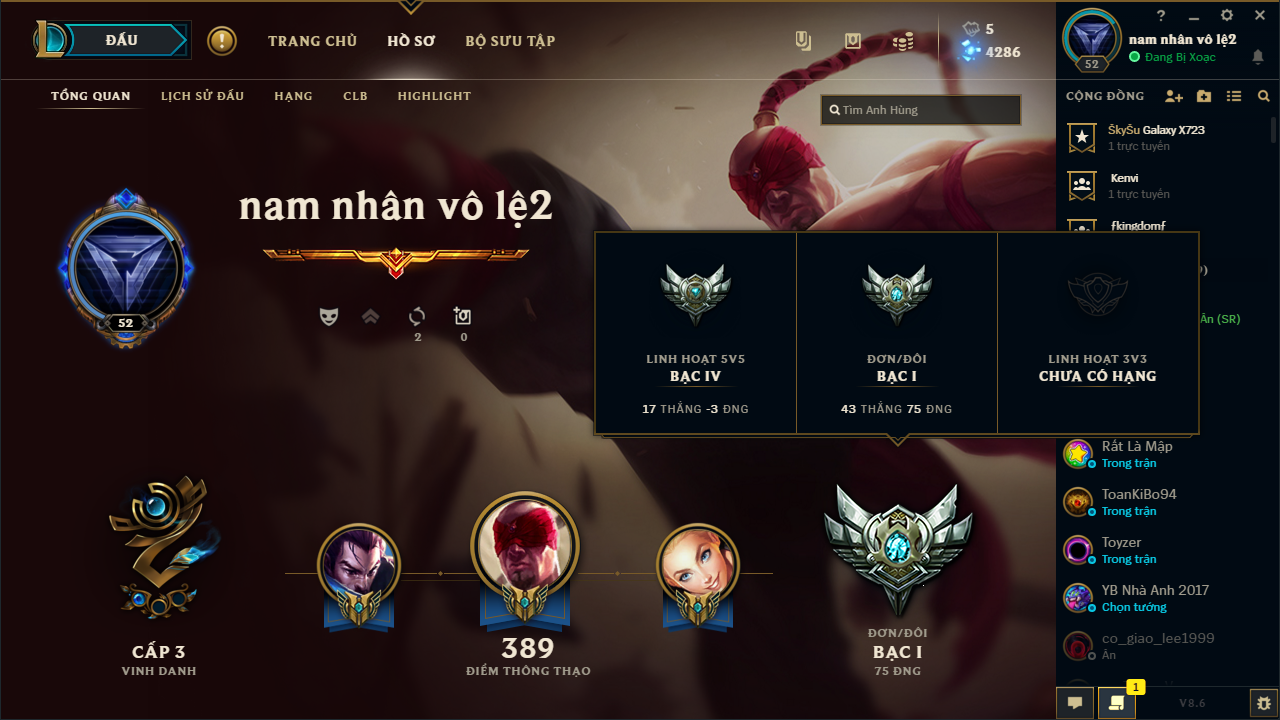 ĐẤU
TRANG CHỦ
HỒ SƠ
BỘ SƯU TẬP
5
4286
?
nam nhân vô lệ2
Đang Bị Xoạc
52
TỔNG QUAN
LỊCH SỬ ĐẤU
HẠNG
CLB
HIGHLIGHT
Tìm Anh Hùng
CỘNG ĐỒNG
ŠkyŠu Galaxy X723
1 trực tuyến
Kenvi
1 trực tuyến
fkingdomf
nam nhân vô lệ2
52
2
0
LINH HOẠT 5V5
BẠC IV
17 THẮNG -3 ĐNG
ĐƠN/ĐÔI
BẠC I
43 THẮNG 75 ĐNG
LINH HOẠT 3V3
CHƯA CÓ HẠNG
Ân (SR)
Rất Là Mập
Trong trận
ToanKiBo94
Trong trận
Toyzer
Trong trận
YB Nhà Anh 2017
Chọn tướng
co_giao_lee1999
Ẩn
CẤP 3
VINH DANH
389
ĐIỂM THÔNG THẠO
ĐƠN/ĐÔI
BẠC I
75 ĐNG
1
V8.6